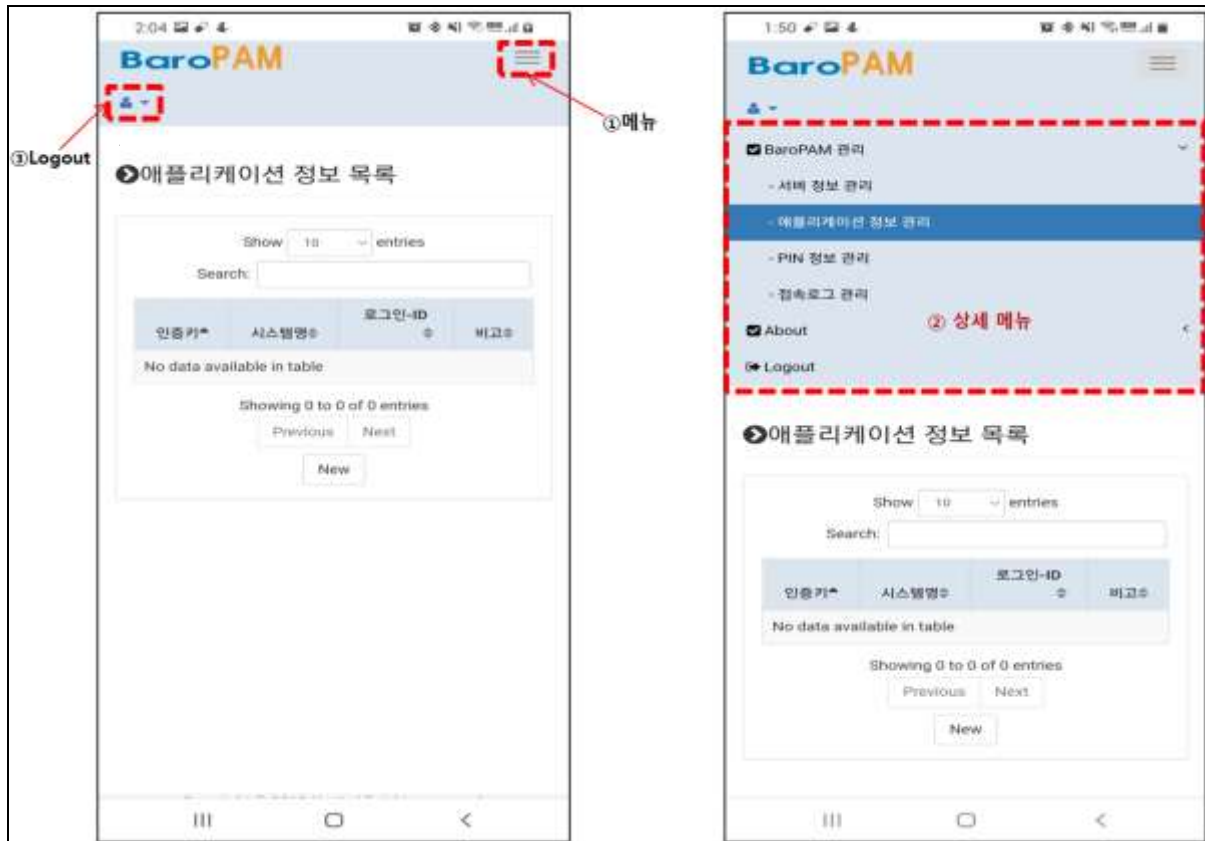 2:04
BaroPAM
①메뉴
③Logout
애플리케이션 정보 목록
Show 10 entries
Search:
인증키 시스템명 로그인-ID 비고
No data available in table
Showing 0 to 0 of 0 entries
Previous Next
New
1:50
BaroPAM
BaroPAM 관리
- 서버 정보 관리
- 애플리케이션 정보 관리
- PIN 정보 관리
- 접속로그 관리
② 상세 메뉴
About
Logout
애플리케이션 정보 목록
Show 10 entries
Search:
인증키 시스템명 로그인-ID 비고
No data available in table
Showing 0 to 0 of 0 entries
Previous Next
New